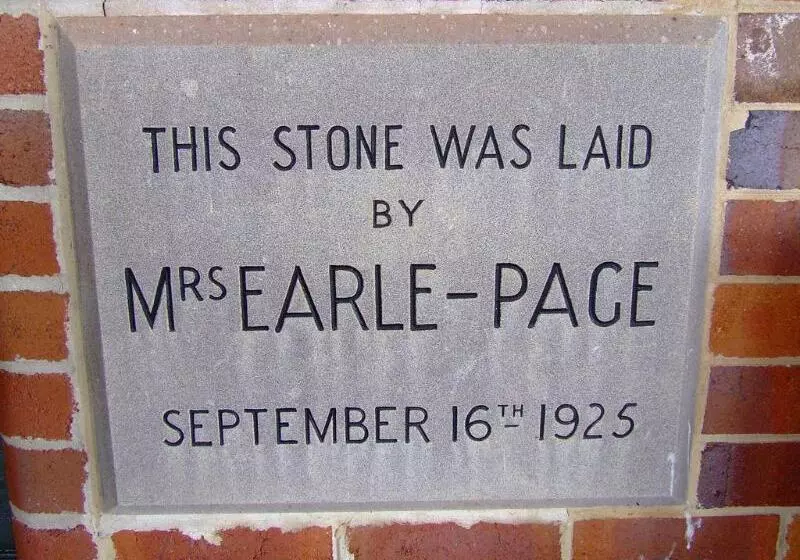 THIS STONE WAS LAID
BY
MRS EARLE-PAGE
SEPTEMBER 16TH 1925